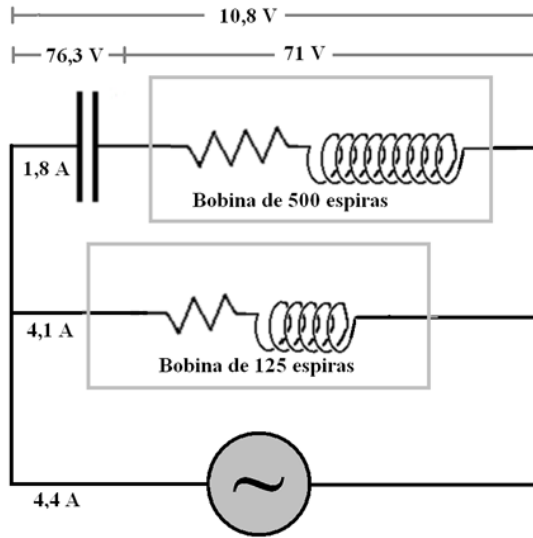 10,8 V
76,3 V 71 V
1,8 A
Bobina de 500 espiras
4,1 A
Bobina de 125 espiras
4,4 A
~